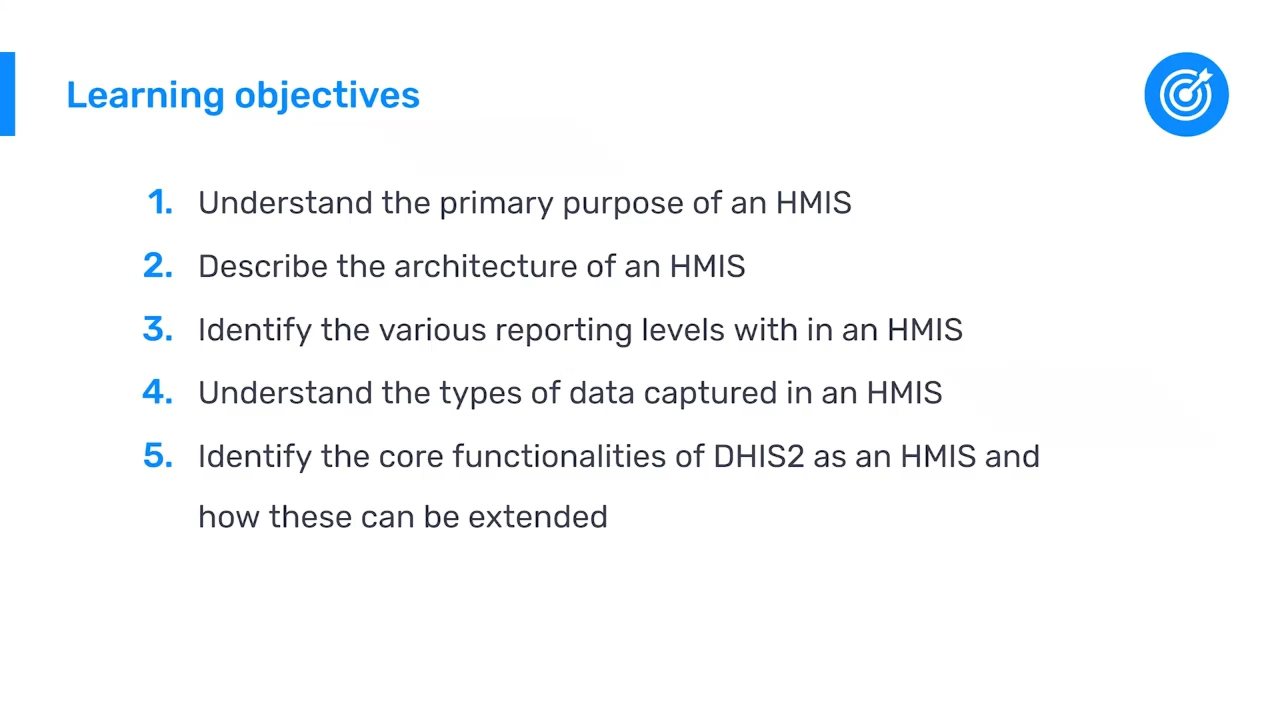 Learning objectives
1. Understand the primary purpose of an HMIS
2. Describe the architecture of an HMIS
3. Identify the various reporting levels with in an HMIS
4. Understand the types of data captured in an HMIS
5. Identify the core functionalities of DHIS2 as an HMIS and
how these can be extended